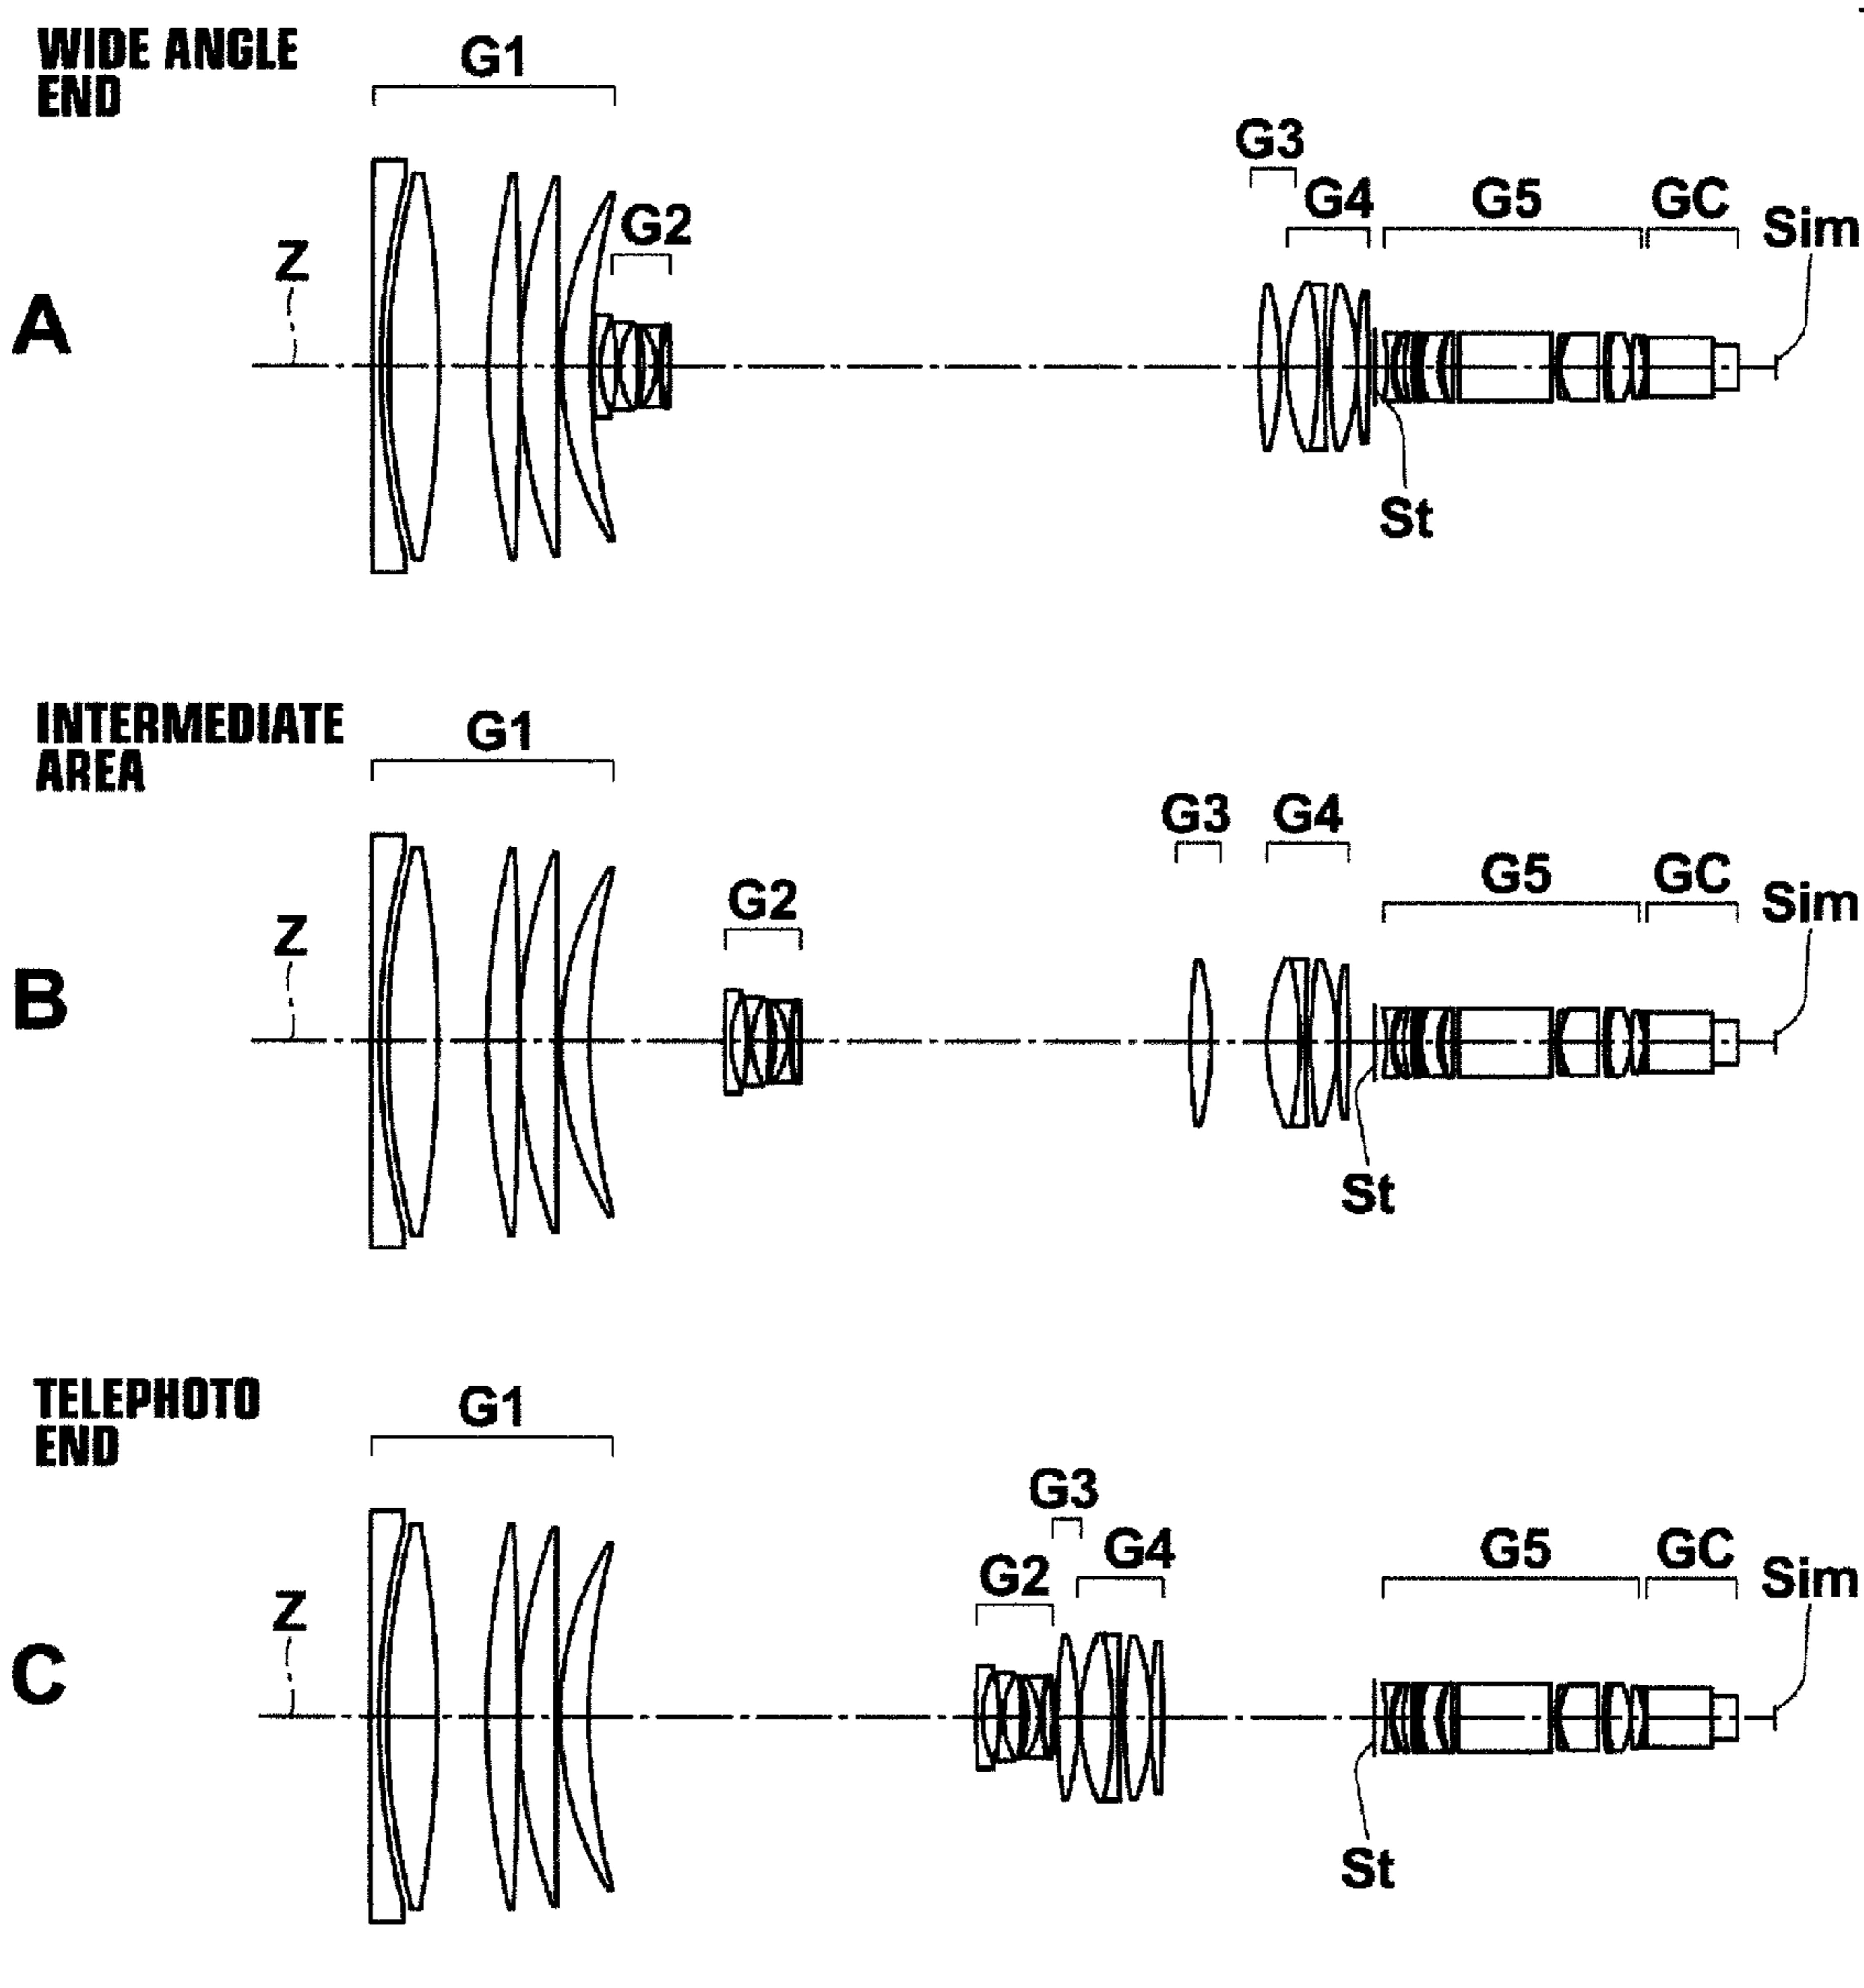 WIDE ANGLE
END
G1
G3
G4
G5
GC
Sim
G2
Z
A
St
INTERMEDIATE
AREA
G1
G3
G4
G5
GC
Sim
G2
Z
B
St
TELEPHOTO
END
G1
G3
G4
G5
GC
Sim
G2
Z
C
St